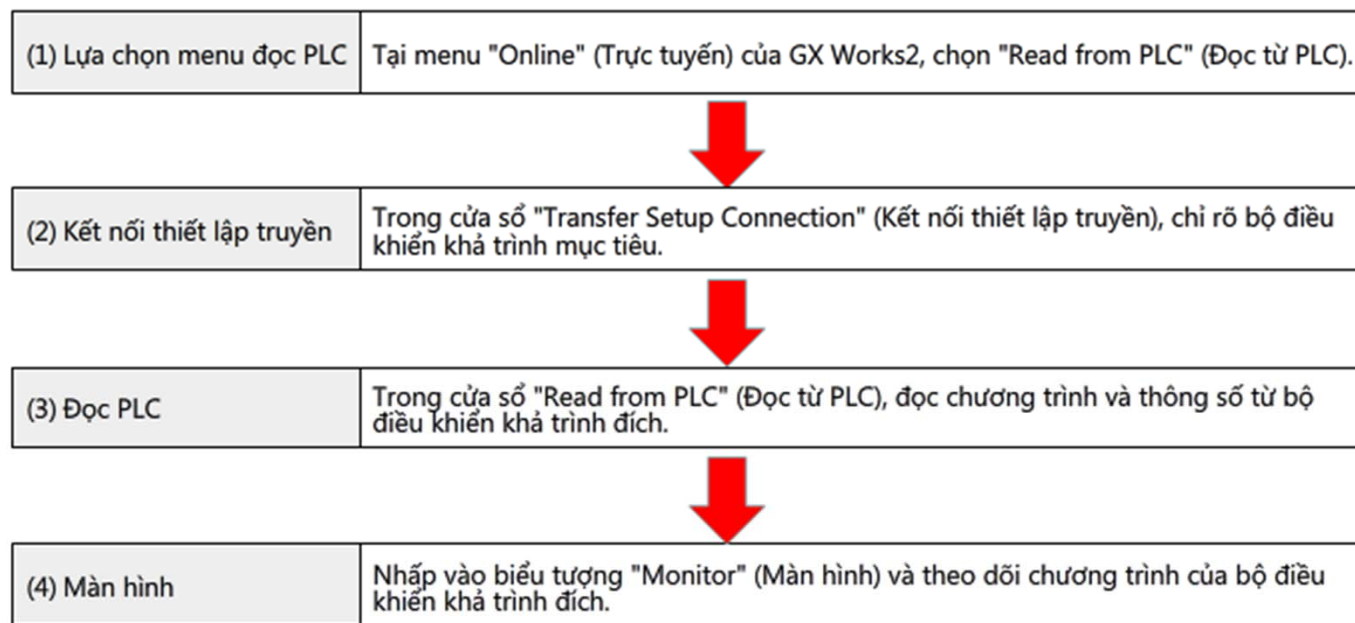 (1) Lựa chọn menu đọc PLC
Tại menu "Online" (Trực tuyến) của GX Works2, chọn "Read from PLC" (Đọc từ PLC).
(2) Kết nối thiết lập truyền
Trong cửa sổ "Transfer Setup Connection" (Kết nối thiết lập truyền), chỉ rõ bộ điều
khiển khả trình mục tiêu.
(3) Đọc PLC
Trong cửa sổ "Read from PLC" (Đọc từ PLC), đọc chương trình và thông số từ bộ
điều khiển khả trình đích.
(4) Màn hình
Nhấp vào biểu tượng "Monitor" (Màn hình) và theo dõi chương trình của bộ điều
khiển khả trình đích.